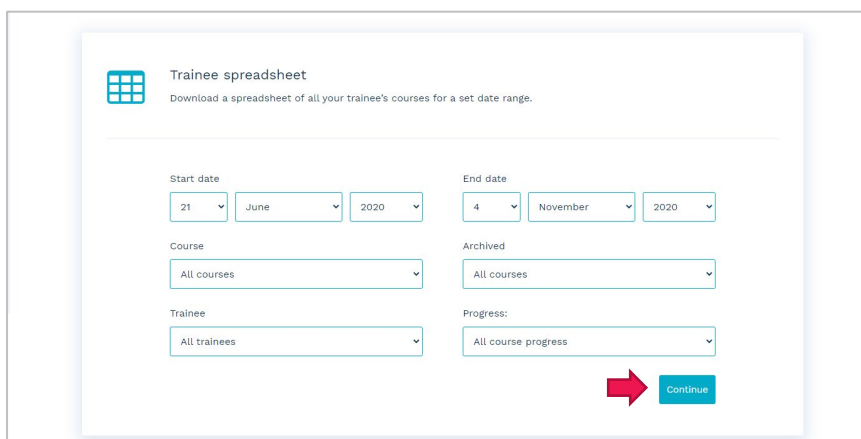 Trainee spreadsheet
Download a spreadsheet of all your trainee's courses for a set date range.
Start date
21 June 2020
End date
4 November 2020
Course
All courses
Archived
All courses
Trainee
All trainees
Progress:
All course progress
Continue